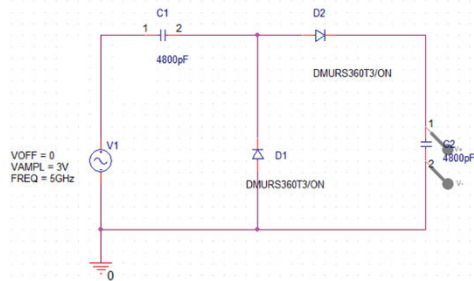 C1
1 2
4800pF
D2
DMURS360T3/ON
V1
VOFF = 0
VAMPL = 3V
FREQ = 5GHz
D1
DMURS360T3/ON
1
C2
4800pF
2
V+
V-
0